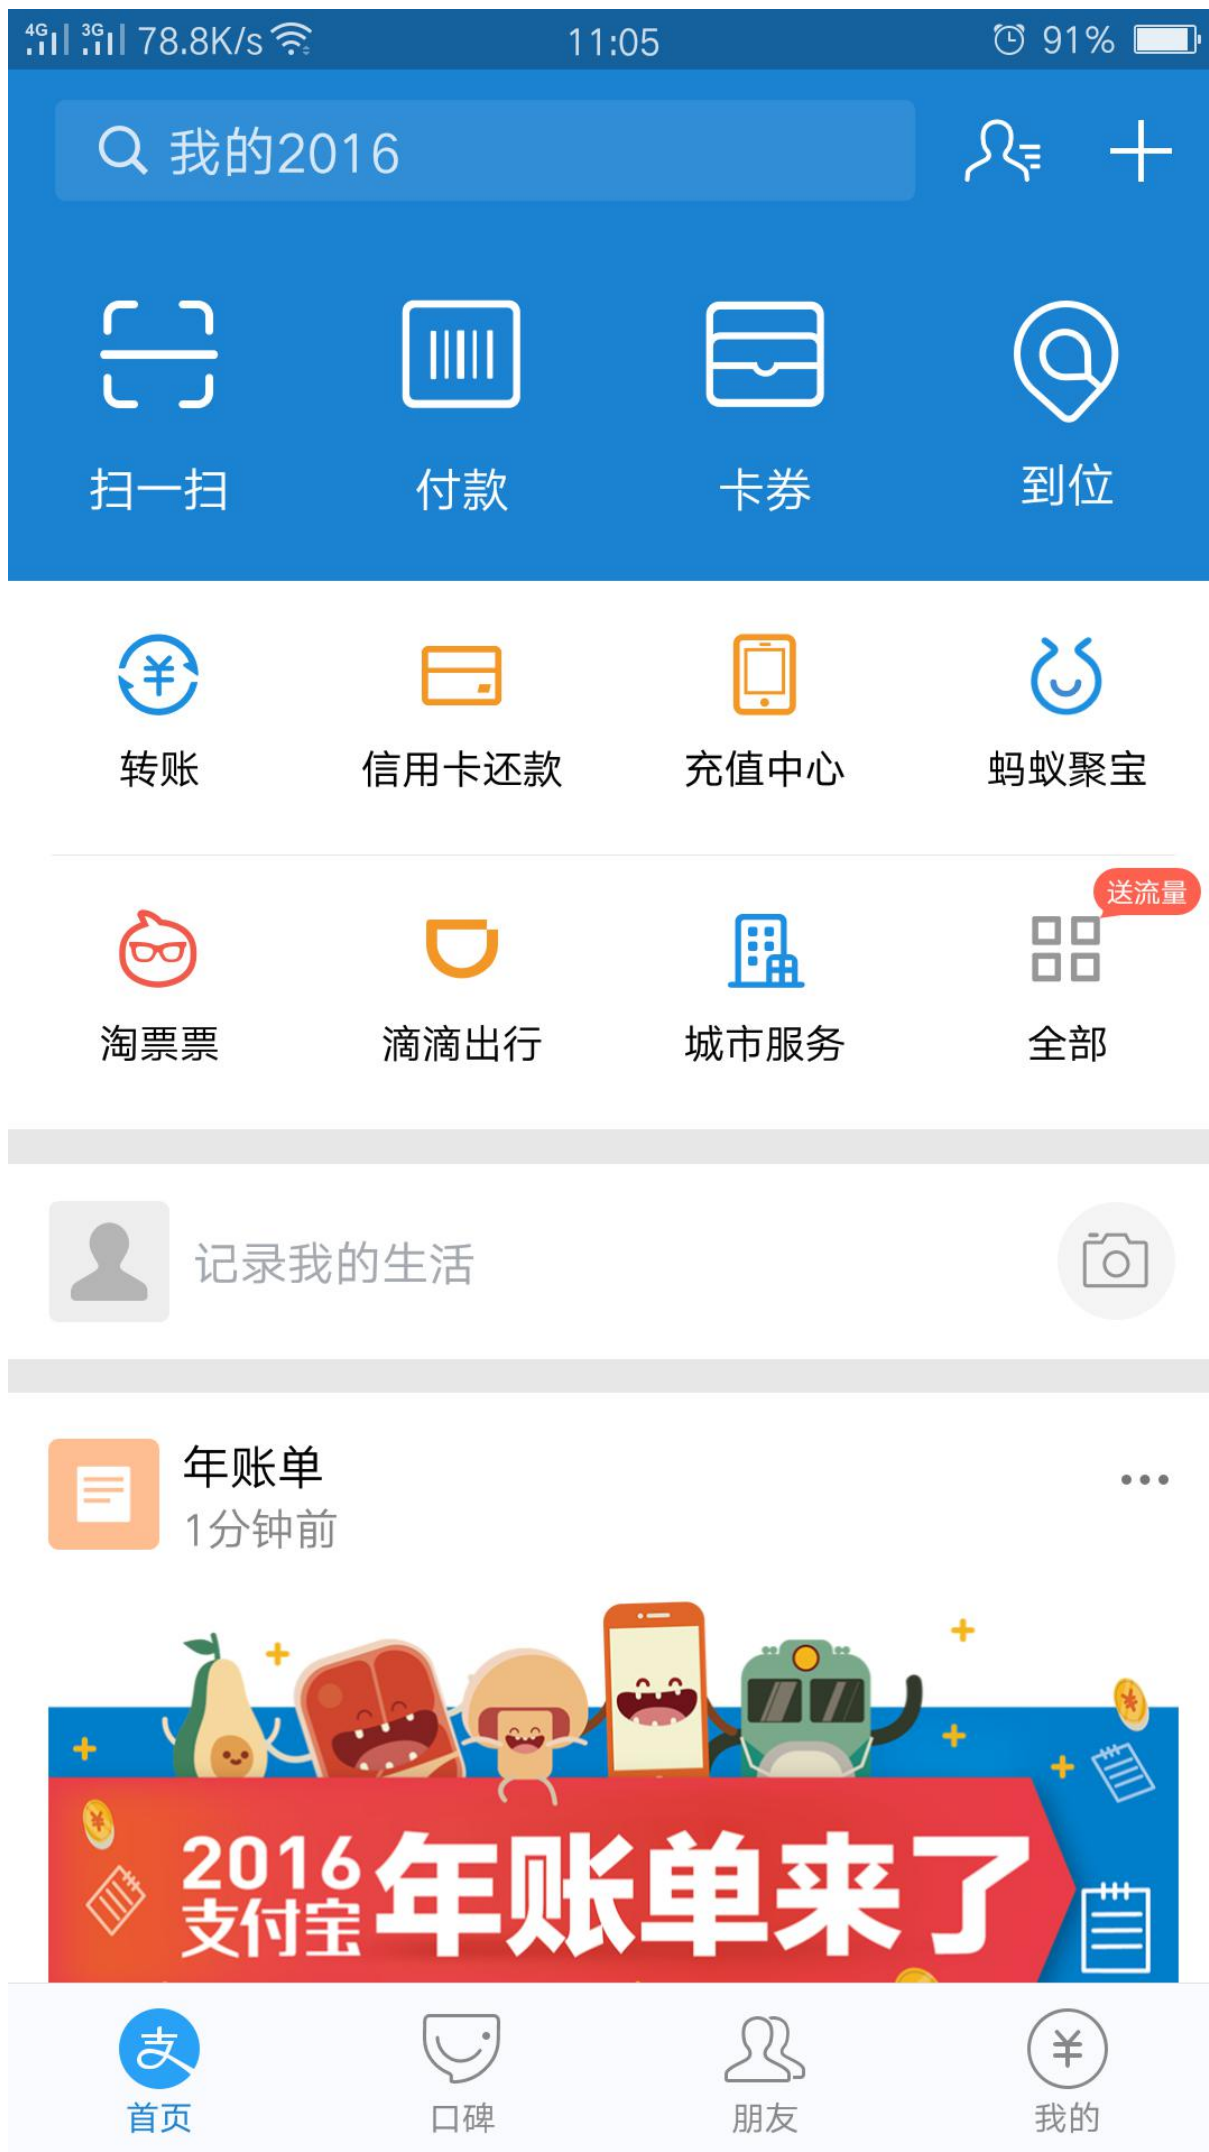 4G 3G 78.8K/s 11:05 91%
我的2016
扫一扫 付款 卡券 到位
转账 信用卡还款 充值中心 蚂蚁聚宝
送流量
淘票票 滴滴出行 城市服务 全部
记录我的生活
年账单
1分钟前
2016
支付宝
年账单来了
支
首页 口碑 朋友 我的